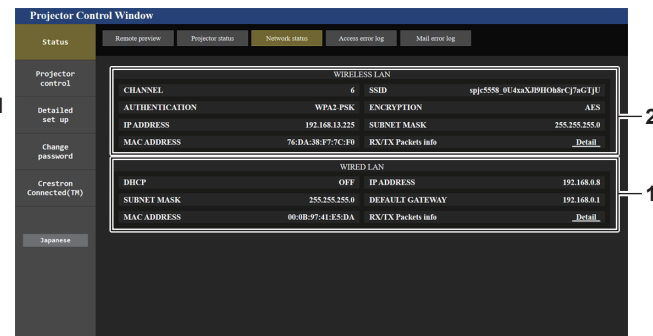 Projector Control Window
Status
Remote preview
Projector status
Network status
Access error log
Mail error log
Projector control
Detailed set up
Change password
Crestron Connected(TM)
Japanese
WIRELESS LAN
CHANNEL 6 SSID spjc5558_0U4xaXJl9HOh8rCj7aGTjU
AUTHENTICATION WPA2-PSK ENCRYPTION AES
IP ADDRESS 192.168.13.225 SUBNET MASK 255.255.255.0
MAC ADDRESS 76:DA:38:F7:7C:F0 RX/TX Packets info Detail
2
WIRED LAN
DHCP OFF IP ADDRESS 192.168.0.8
SUBNET MASK 255.255.255.0 DEFAULT GATEWAY 192.168.0.1
MAC ADDRESS 00:0B:97:41:E5:DA RX/TX Packets info Detail
1